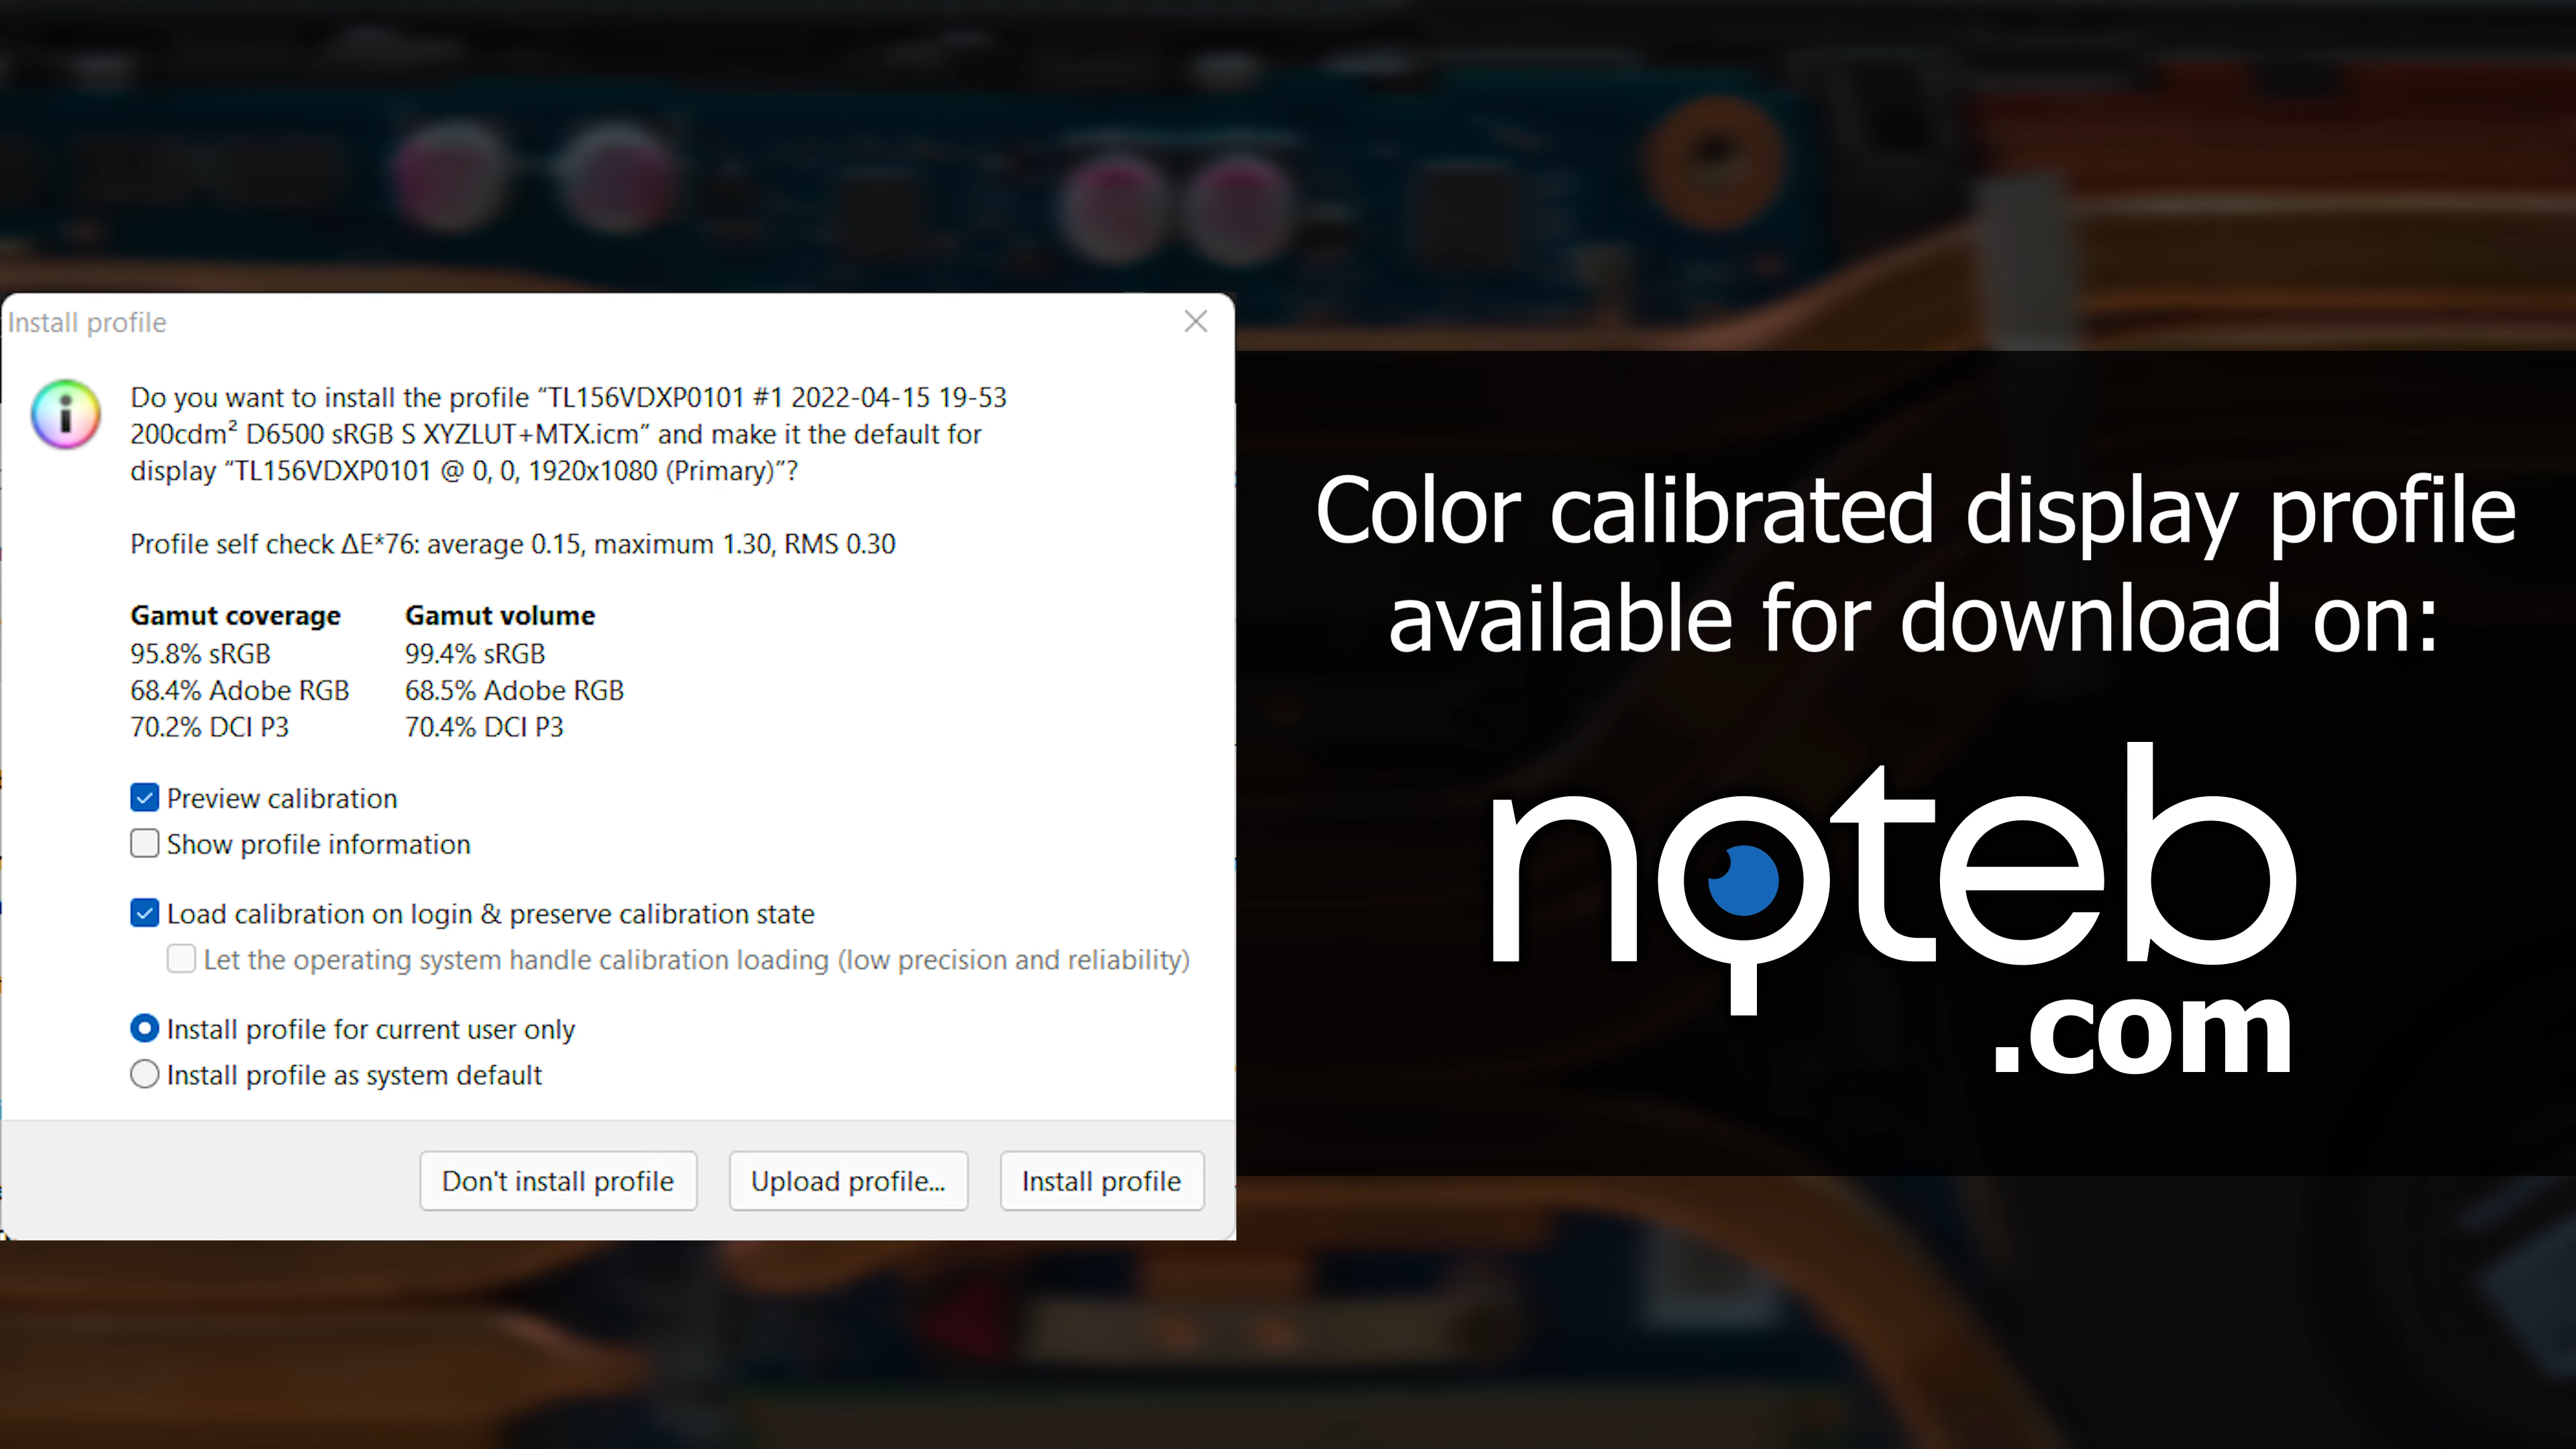 Install profile
Do you want to install the profile “TL156VDXP0101 #1 2022-04-15 19-53
200cdm² D6500 sRGB S XYZLUT+MTX.icm” and make it the default for
display “TL156VDXP0101 @ 0, 0, 1920x1080 (Primary)”?
Profile self check ΔE*76: average 0.15, maximum 1.30, RMS 0.30
Gamut coverage Gamut volume
95.8% sRGB 99.4% sRGB
68.4% Adobe RGB 68.5% Adobe RGB
70.2% DCI P3 70.4% DCI P3
Preview calibration
Show profile information
Load calibration on login & preserve calibration state
Let the operating system handle calibration loading (low precision and reliability)
Install profile for current user only
Install profile as system default
Don't install profile Upload profile... Install profile
Color calibrated display profile
available for download on:
noteb
.com